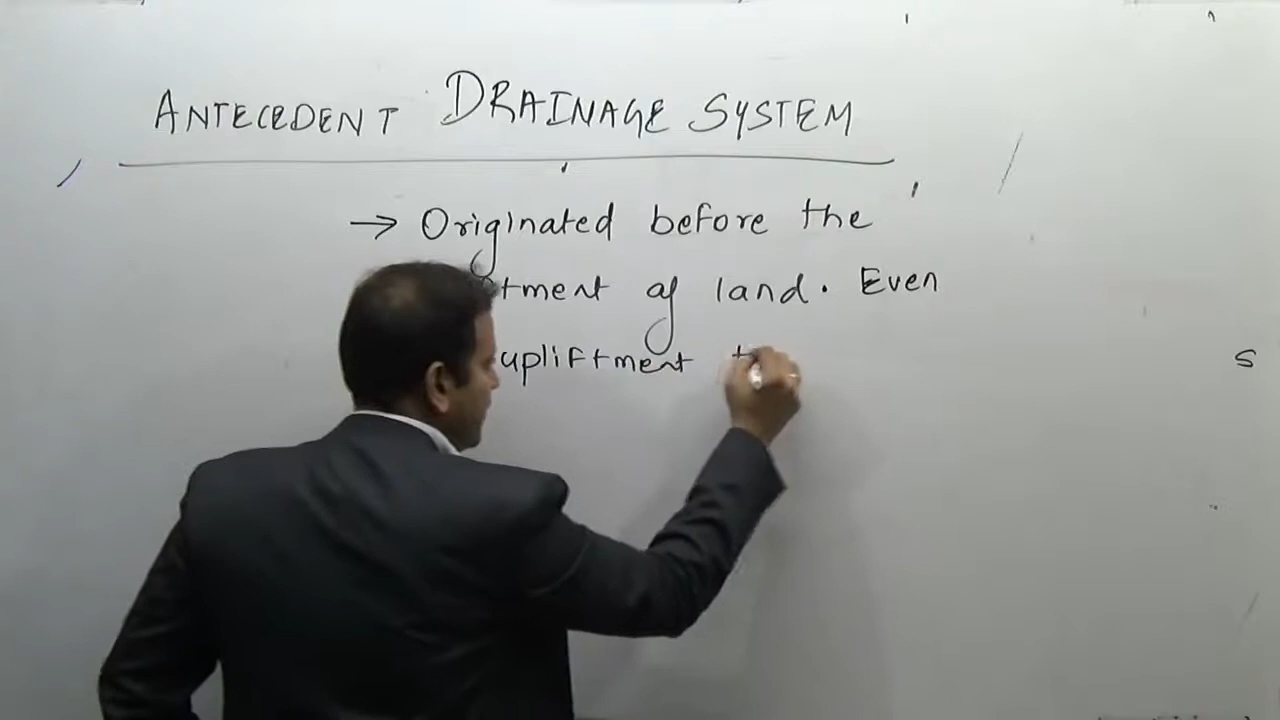 ANTECEDENT DRAINAGE SYSTEM
→ Originated before the
of land. Even
upliftment
s